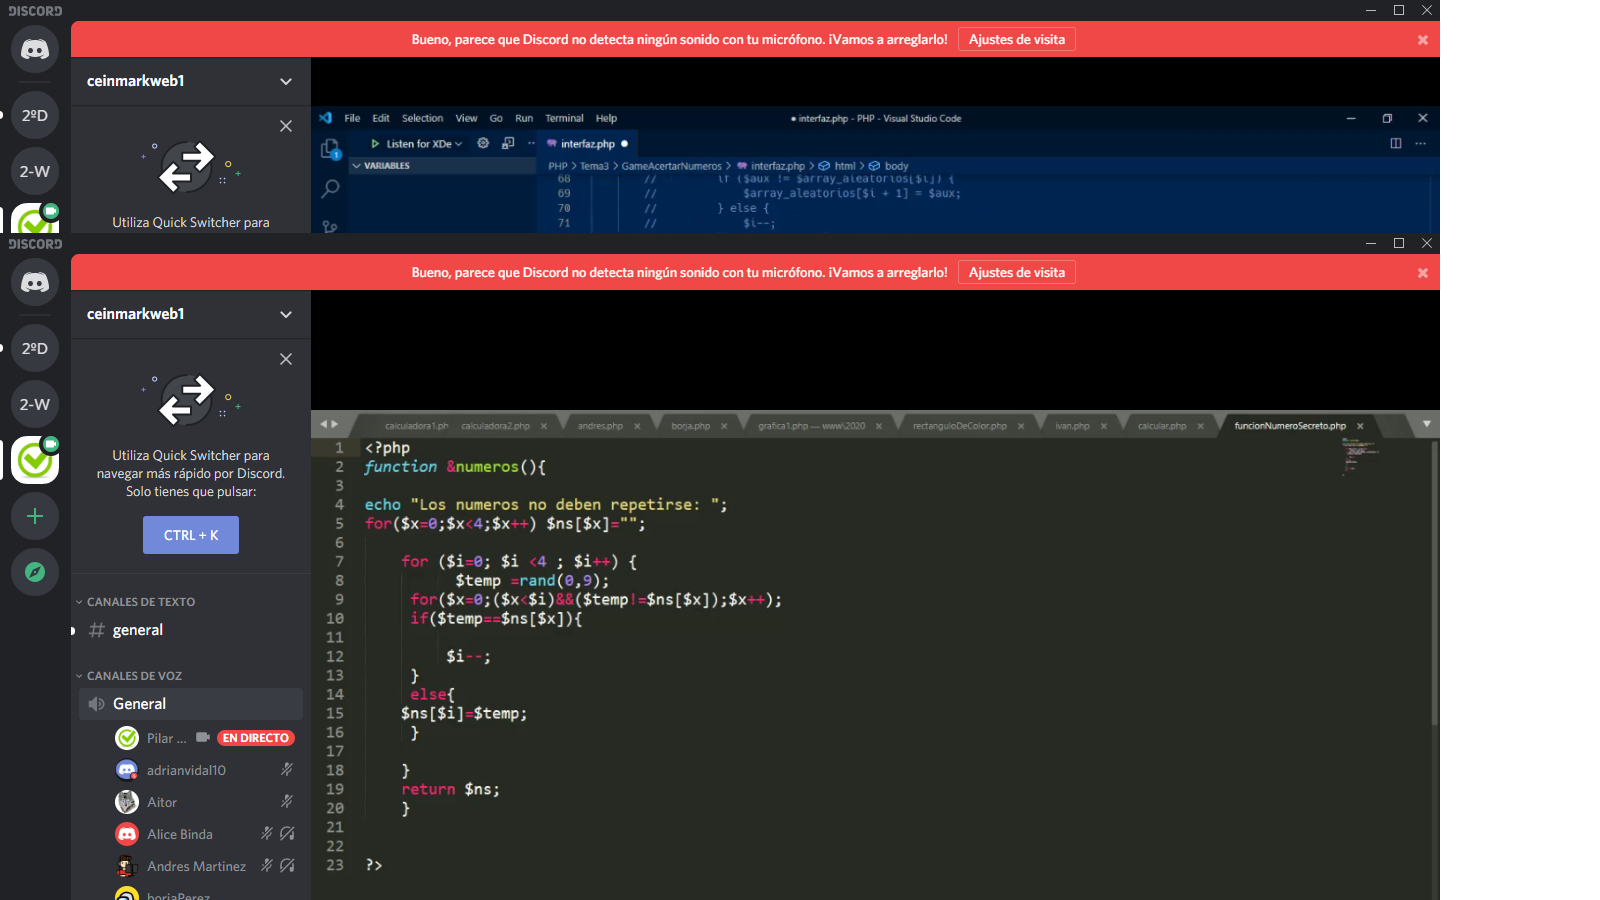 DISCORD
Bueno, parece que Discord no detecta ningún sonido con tu micrófono. ¡Vamos a arreglarlo! Ajustes de visita
ceinmarkweb1
2ºD
2-W
Utiliza Quick Switcher para
File Edit Selection View Go Run Terminal Help
● interfaz.php - PHP - Visual Studio Code
Listen for XDe
interfaz.php ●
1
VARIABLES
PHP > Tema3 > GameAcertarNumeros > interfaz.php > html > body
68 // if ($aux != $array_aleatorios[$i]) {
69 // $array_aleatorios[$i + 1] = $aux;
70 // } else {
71 // $i--;
DISCORD
Bueno, parece que Discord no detecta ningún sonido con tu micrófono. ¡Vamos a arreglarlo! Ajustes de visita
ceinmarkweb1
2ºD
2-W
Utiliza Quick Switcher para
navegar más rápido por Discord.
Solo tienes que pulsar:
CTRL + K
CANALES DE TEXTO
# general
CANALES DE VOZ
General
Pilar ... EN DIRECTO
adrianvidal10
Aitor
Alice Binda
Andres Martinez
borjaPerez
calculadora1.ph calculadora2.php andres.php borja.php grafica1.php — www\2020 rectanguloDeColor.php ivan.php calcular.php funcionNumeroSecreto.php
1 <?php
2 function &numeros(){
3
4 echo "Los numeros no deben repetirse: ";
5 for($x=0;$x<4;$x++) $ns[$x]="";
6
7 for ($i=0; $i <4 ; $i++) {
8 $temp =rand(0,9);
9 for($x=0;($x<$i)&&($temp!=$ns[$x]);$x++);
10 if($temp==$ns[$x]){
11
12 $i--;
13 }
14 else{
15 $ns[$i]=$temp;
16 }
17
18 }
19 return $ns;
20 }
21
22
23 ?>